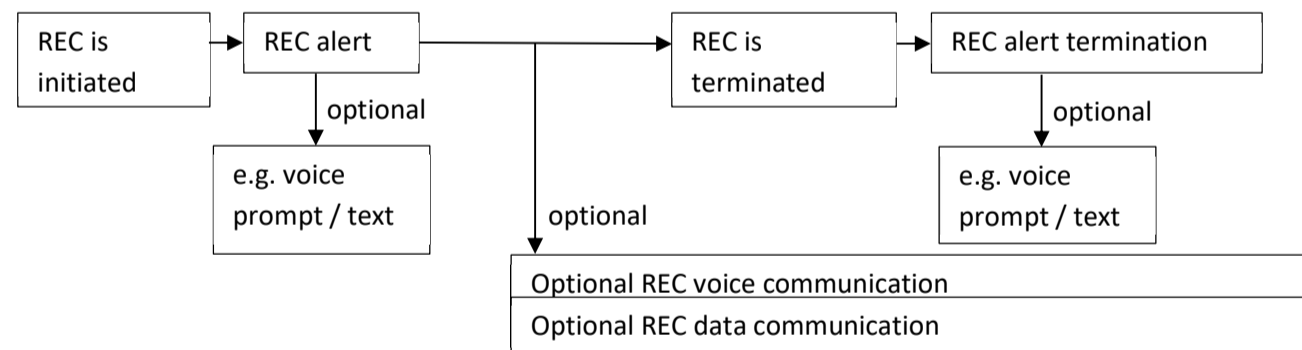 REC is
initiated
REC alert
REC is
terminated
REC alert termination
optional
optional
e.g. voice
prompt / text
e.g. voice
prompt / text
optional
Optional REC voice communication
Optional REC data communication